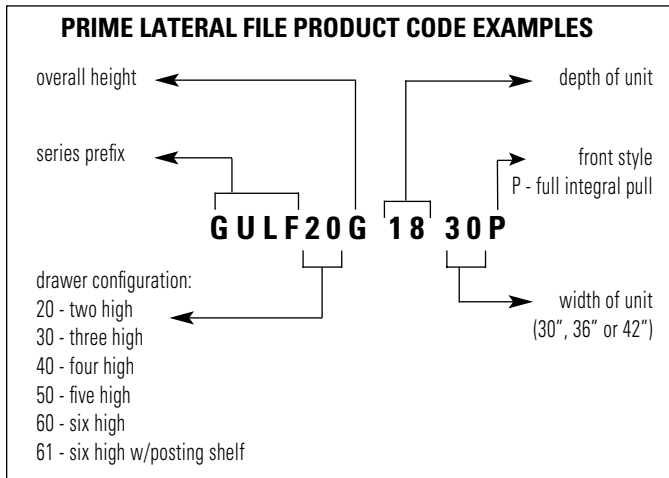 PRIME LATERAL FILE PRODUCT CODE EXAMPLES
overall height
depth of unit
series prefix
front style
P - full integral pull
GULF20G 18 30P
drawer configuration:
20 - two high
30 - three high
40 - four high
50 - five high
60 - six high
61 - six high w/posting shelf
width of unit
(30”, 36” or 42”)